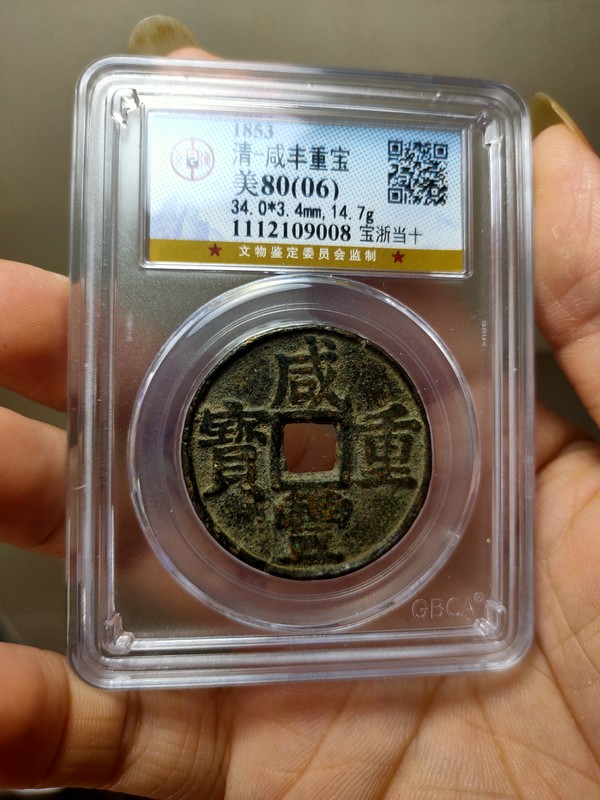 1853
清-咸丰重宝
美80(06)
34.0*3.4mm,14.7g
1112109008 宝浙当十
★ 文物鉴定委员会监制 ★
咸
寶 重
豐
GBCA®